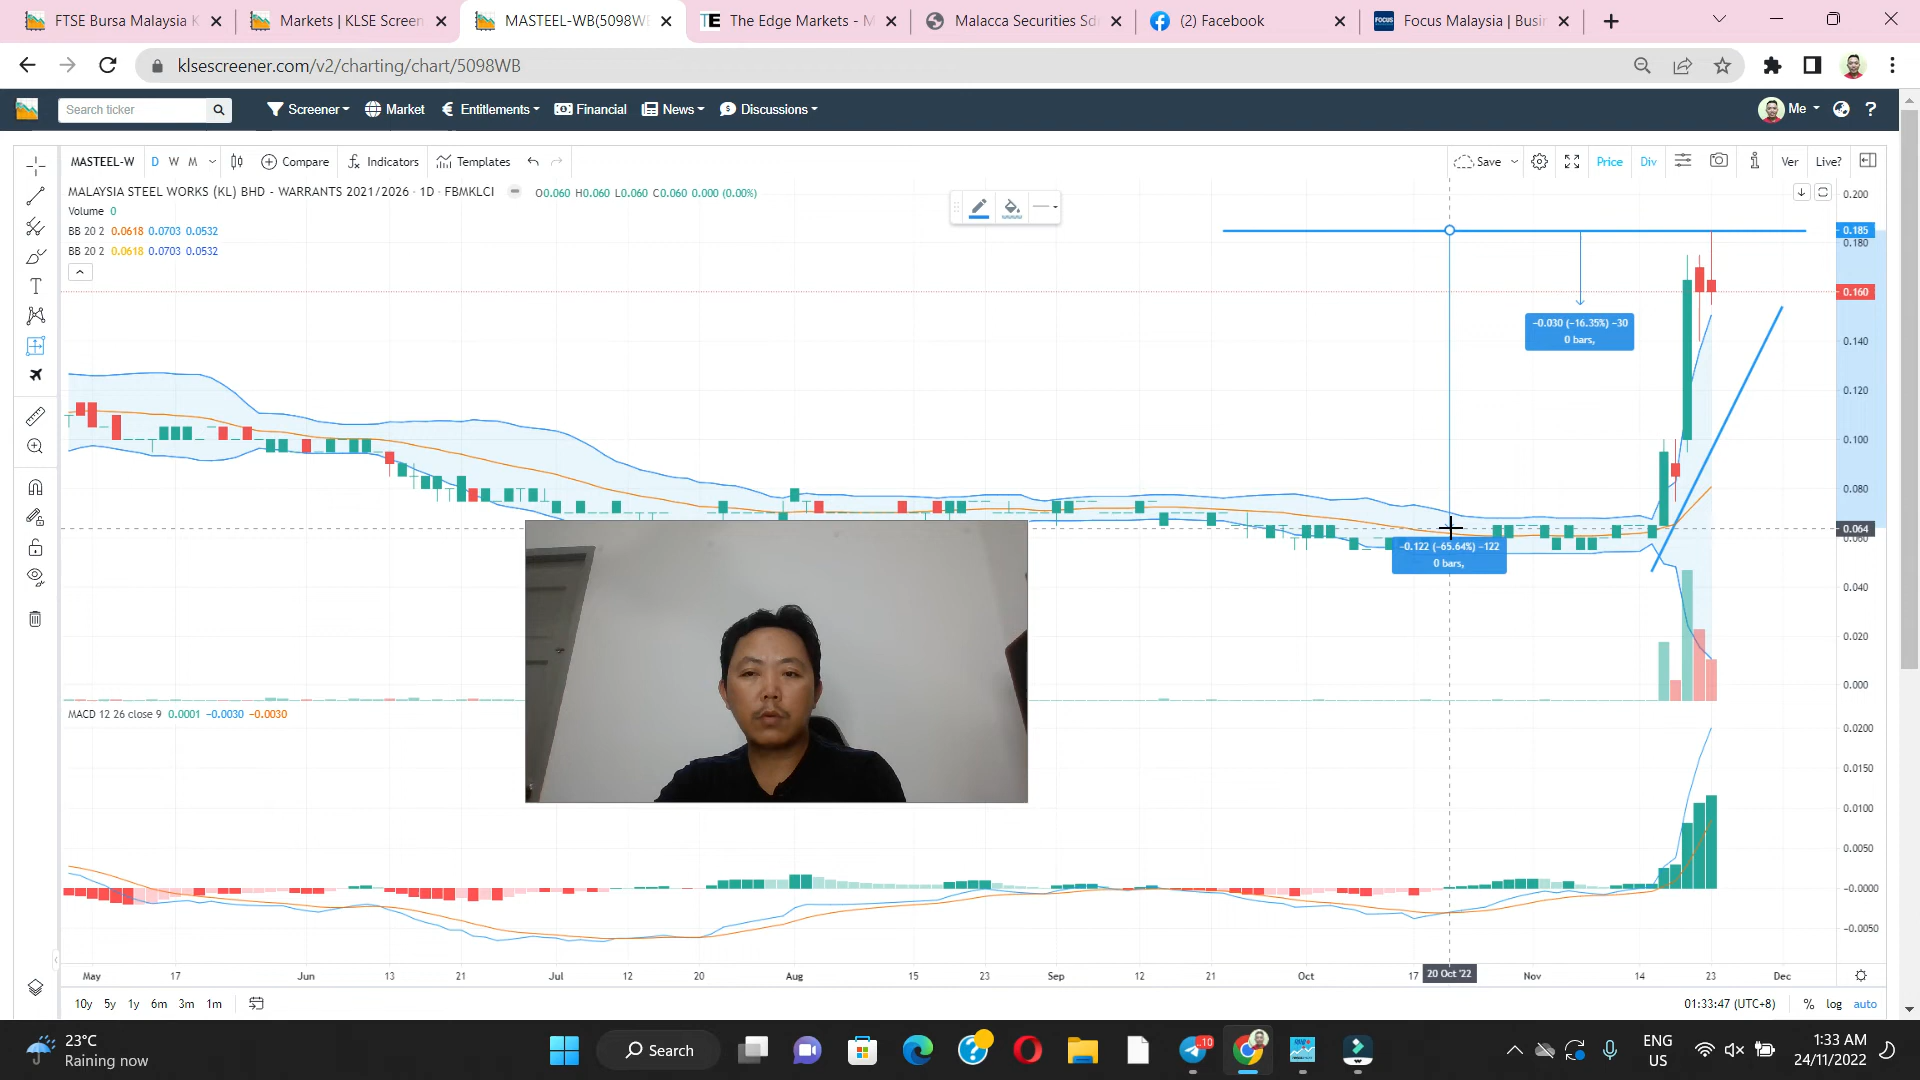 FTSE Bursa Malaysia K
Markets | KLSE Screen
MASTEEL-WB(5098WB
The Edge Markets - M
Malacca Securities Sd
(2) Facebook
Focus Malaysia | Busin
klsescreener.com/v2/charting/chart/5098WB
Search ticker
Screener
Market
Entitlements
Financial
News
Discussions
Me
MASTEEL-W
D W M
Compare
Indicators
Templates
Save
Price
Div
Ver
Live?
MALAYSIA STEEL WORKS (KL) BHD - WARRANTS 2021/2026 · 1D · FBMKLCI
O0.060 H0.060 L0.060 C0.060 0.000 (0.00%)
Volume 0
BB 20 2 0.0618 0.0703 0.0532
BB 20 2 0.0618 0.0703 0.0532
0.200
0.185
0.180
0.160
0.140
0.120
0.100
0.080
0.064
0.060
0.040
0.020
0.000
−0.030 (−16.35%) −30
0 bars,
−0.122 (−65.64%) −122
0 bars,
MACD 12 26 close 9 0.0001 −0.0030 −0.0030
0.0200
0.0150
0.0100
0.0050
-0.0000
-0.0050
May 17 Jun 13 21 Jul 12 20 Aug 15 23 Sep 12 21 Oct 17 20 Oct '22 Nov 14 23 Dec
10y 5y 1y 6m 3m 1m
01:33:47 (UTC+8)
% log auto
23°C
Raining now
Search
10
ENG
US
1:33 AM
24/11/2022